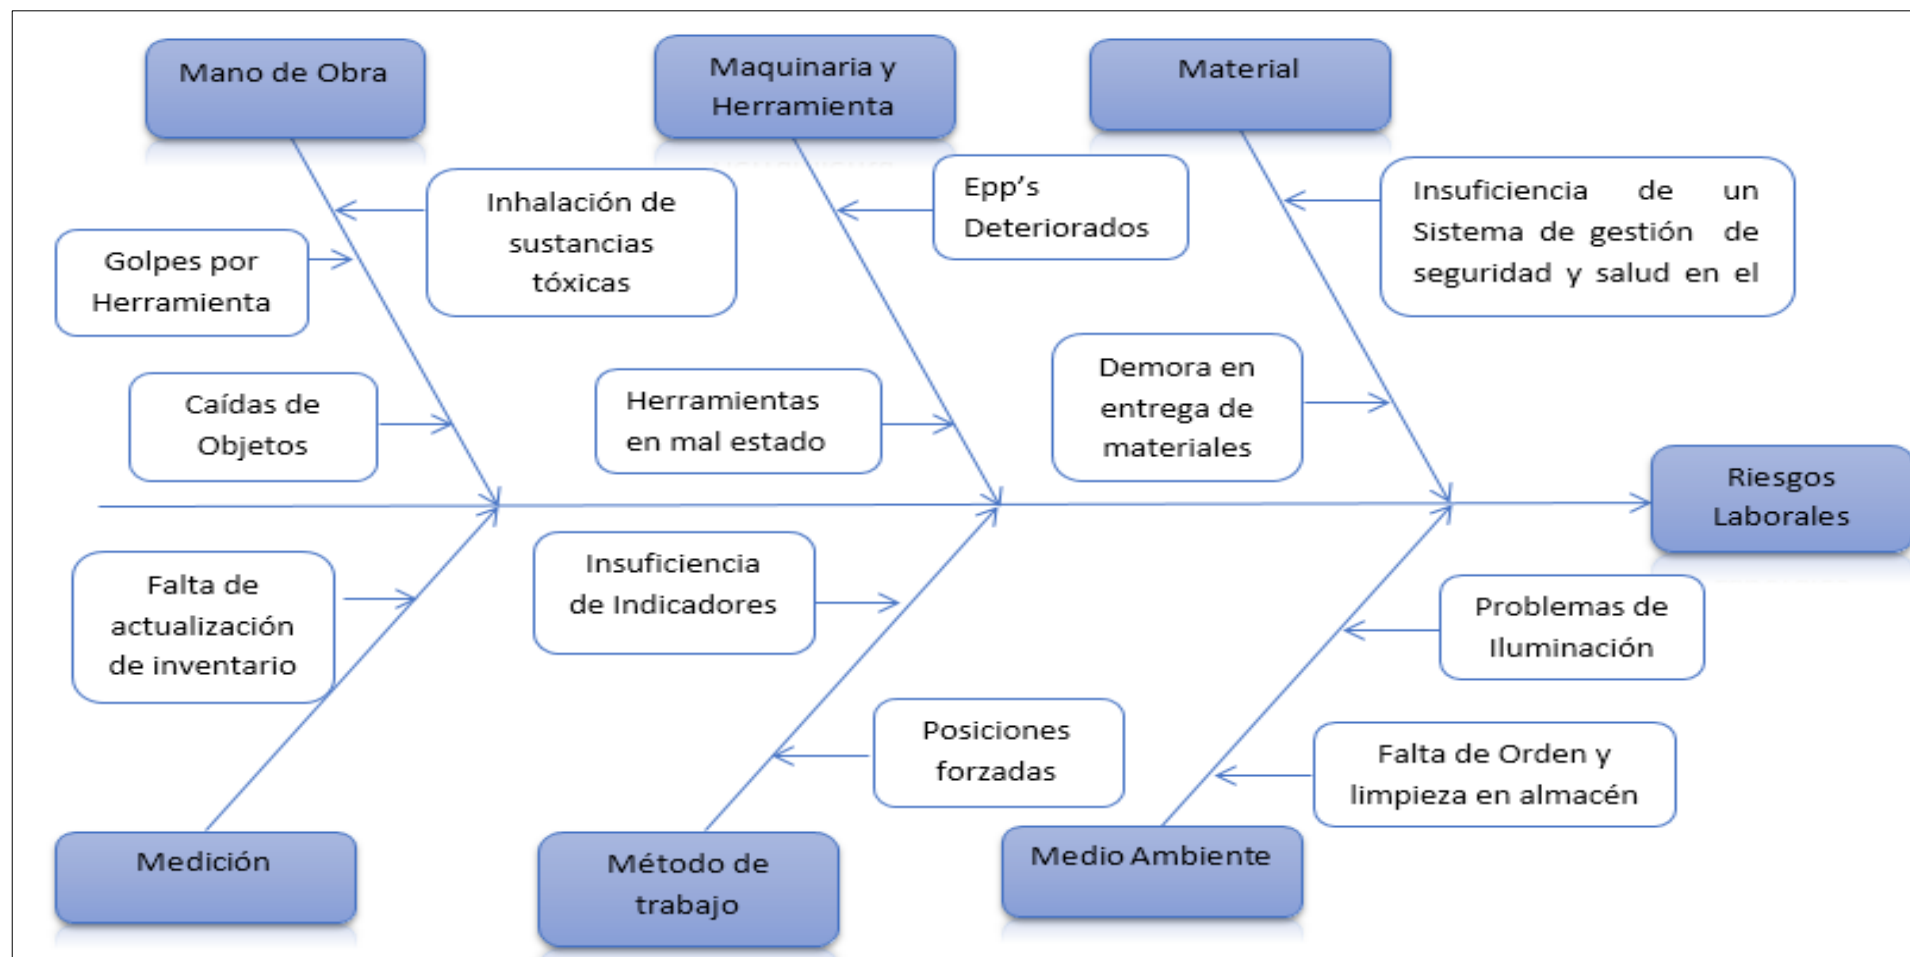 Mano de Obra
Maquinaria y
Herramienta
Material
Inhalación de
sustancias
tóxicas
Epp’s
Deteriorados
Insuficiencia de un
Sistema de gestión de
seguridad y salud en el
Golpes por
Herramienta
Caídas de
Objetos
Herramientas
en mal estado
Demora en
entrega de
materiales
Riesgos
Laborales
Falta de
actualización
de inventario
Insuficiencia
de Indicadores
Problemas de
Iluminación
Posiciones
forzadas
Falta de Orden y
limpieza en almacén
Medición
Método de
trabajo
Medio Ambiente